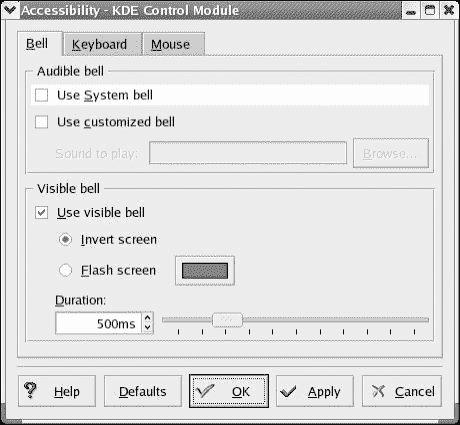 Accessibility - KDE Control Module
Bell
Keyboard
Mouse
Audible bell
Use System bell
Use customized bell
Sound to play:
Browse...
Visible bell
Use visible bell
Invert screen
Flash screen
Duration:
500ms
Help
Defaults
OK
Apply
Cancel